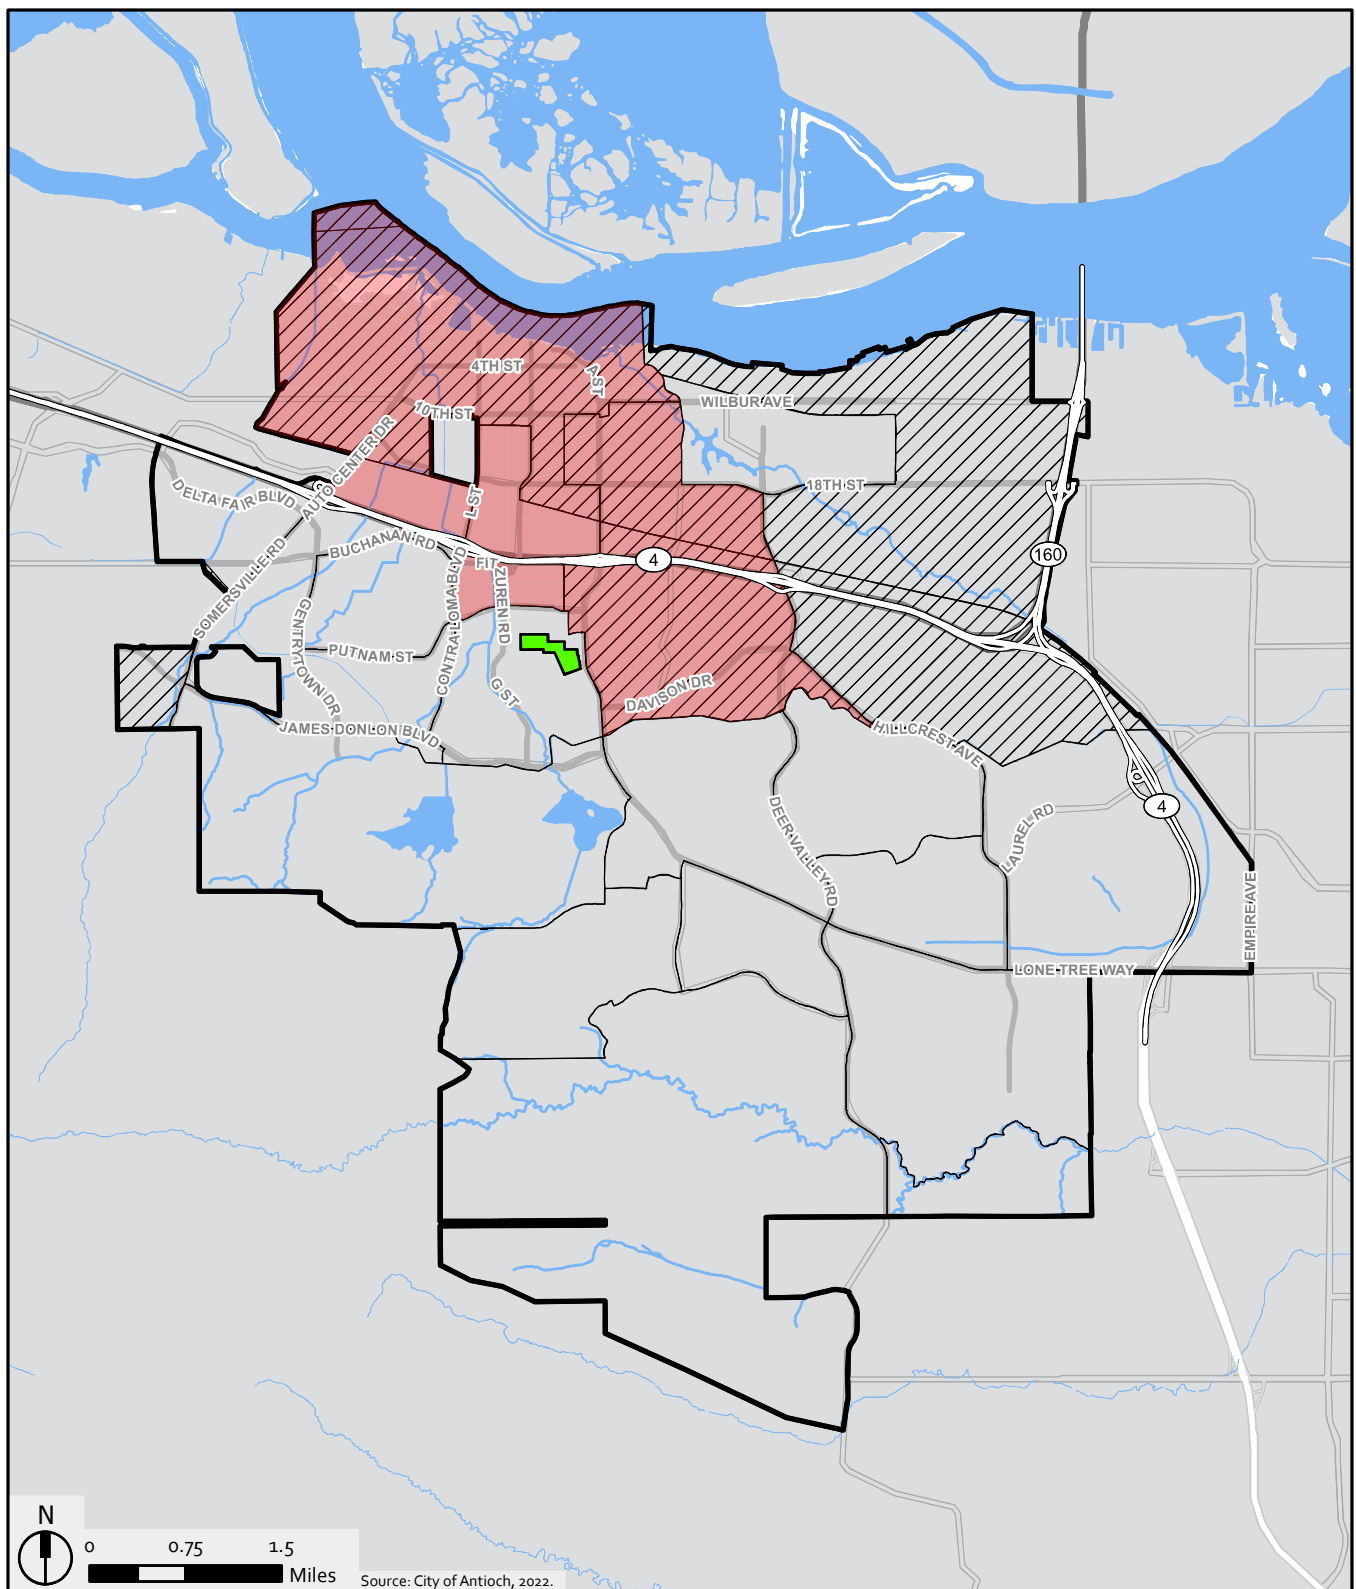 4TH ST
A ST
WILBUR AVE
10TH ST
AUTO CENTER DR
18TH ST
DELTA FAIR BLVD
L ST
BUCHANAN RD
FITZUREN RD
4
160
SOMERSVILLE RD
GENTRYTOWN DR
CONTRA LOMA BLVD
PUTNAM ST
G ST
DAVISON DR
JAMES DONLON BLVD
HILLCREST AVE
DEER VALLEY RD
LAUREL RD
4
EMPIRE AVE
LONE TREE WAY
N
0 0.75 1.5
Miles
Source: City of Antioch, 2022.